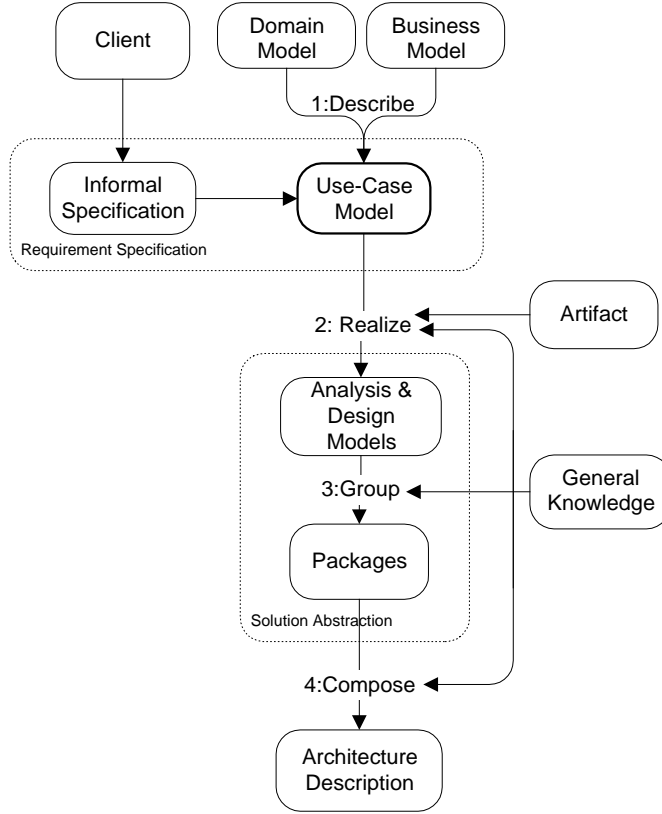 Client
Domain
Model
Business
Model
1:Describe
Informal
Specification
Use-Case
Model
Requirement Specification
2: Realize
Artifact
Analysis &
Design
Models
3:Group
General
Knowledge
Packages
Solution Abstraction
4:Compose
Architecture
Description